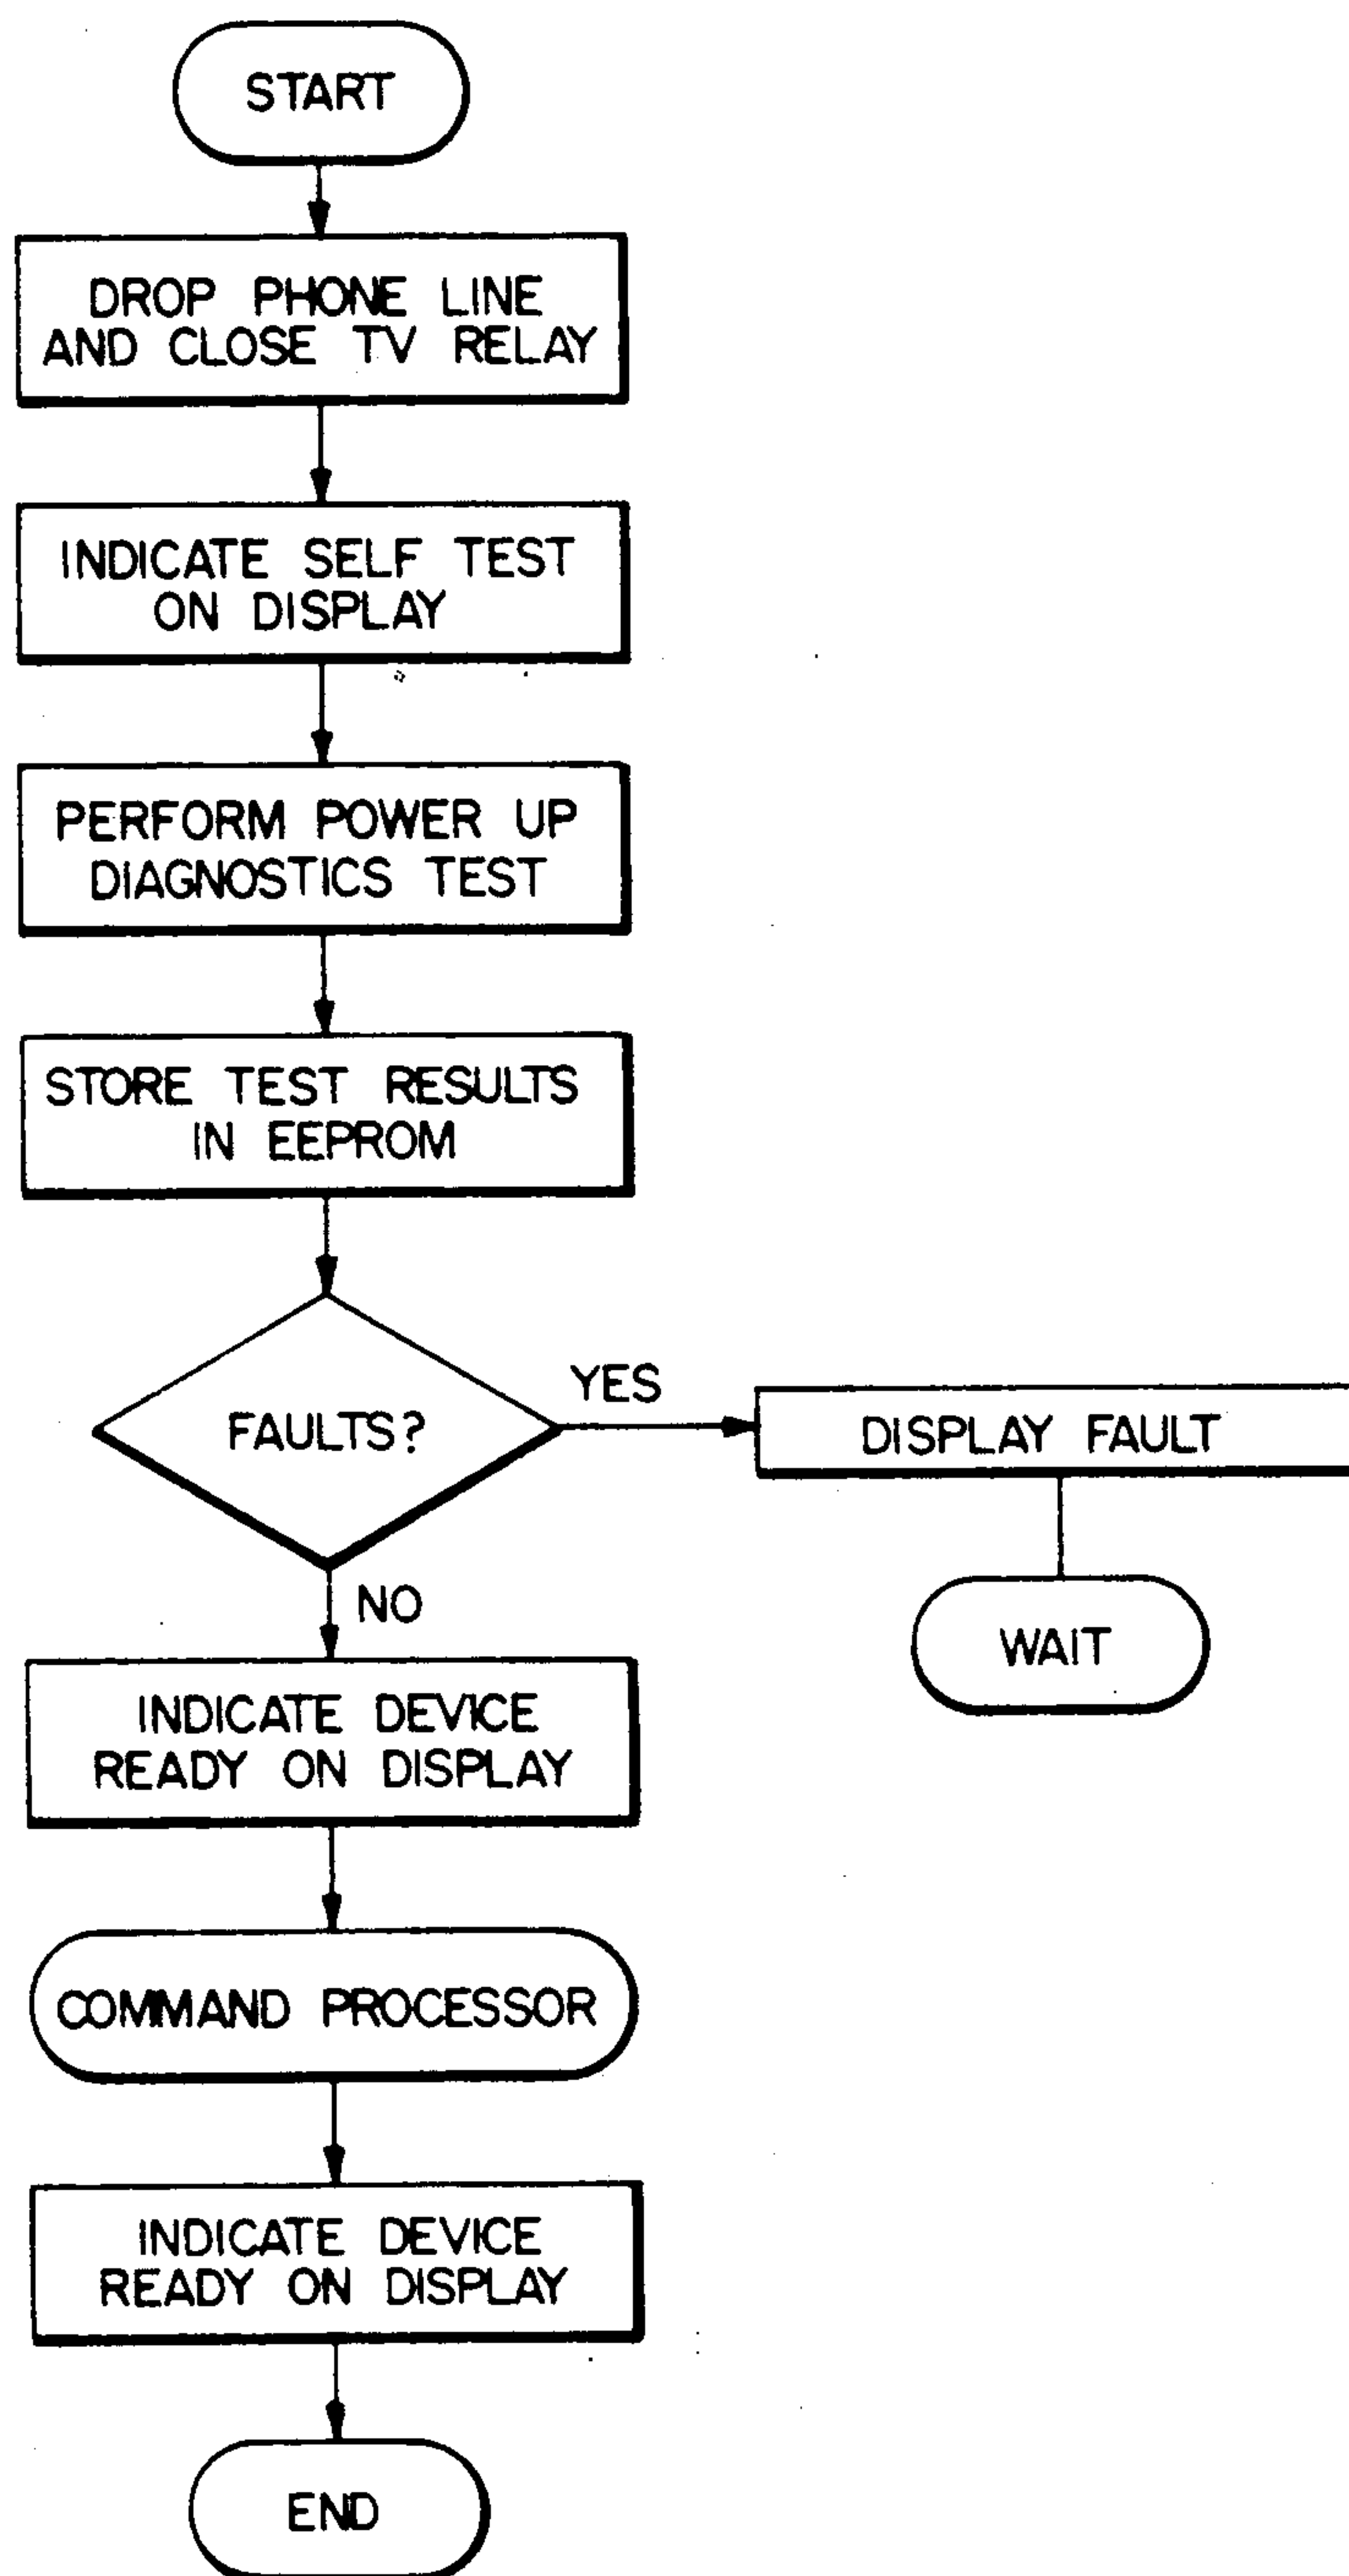 START
DROP PHONE LINE
AND CLOSE TV RELAY
INDICATE SELF TEST
ON DISPLAY
PERFORM POWER UP
DIAGNOSTICS TEST
STORE TEST RESULTS
IN EEPROM
FAULTS?
YES
DISPLAY FAULT
WAIT
NO
INDICATE DEVICE
READY ON DISPLAY
COMMAND PROCESSOR
INDICATE DEVICE
READY ON DISPLAY
END